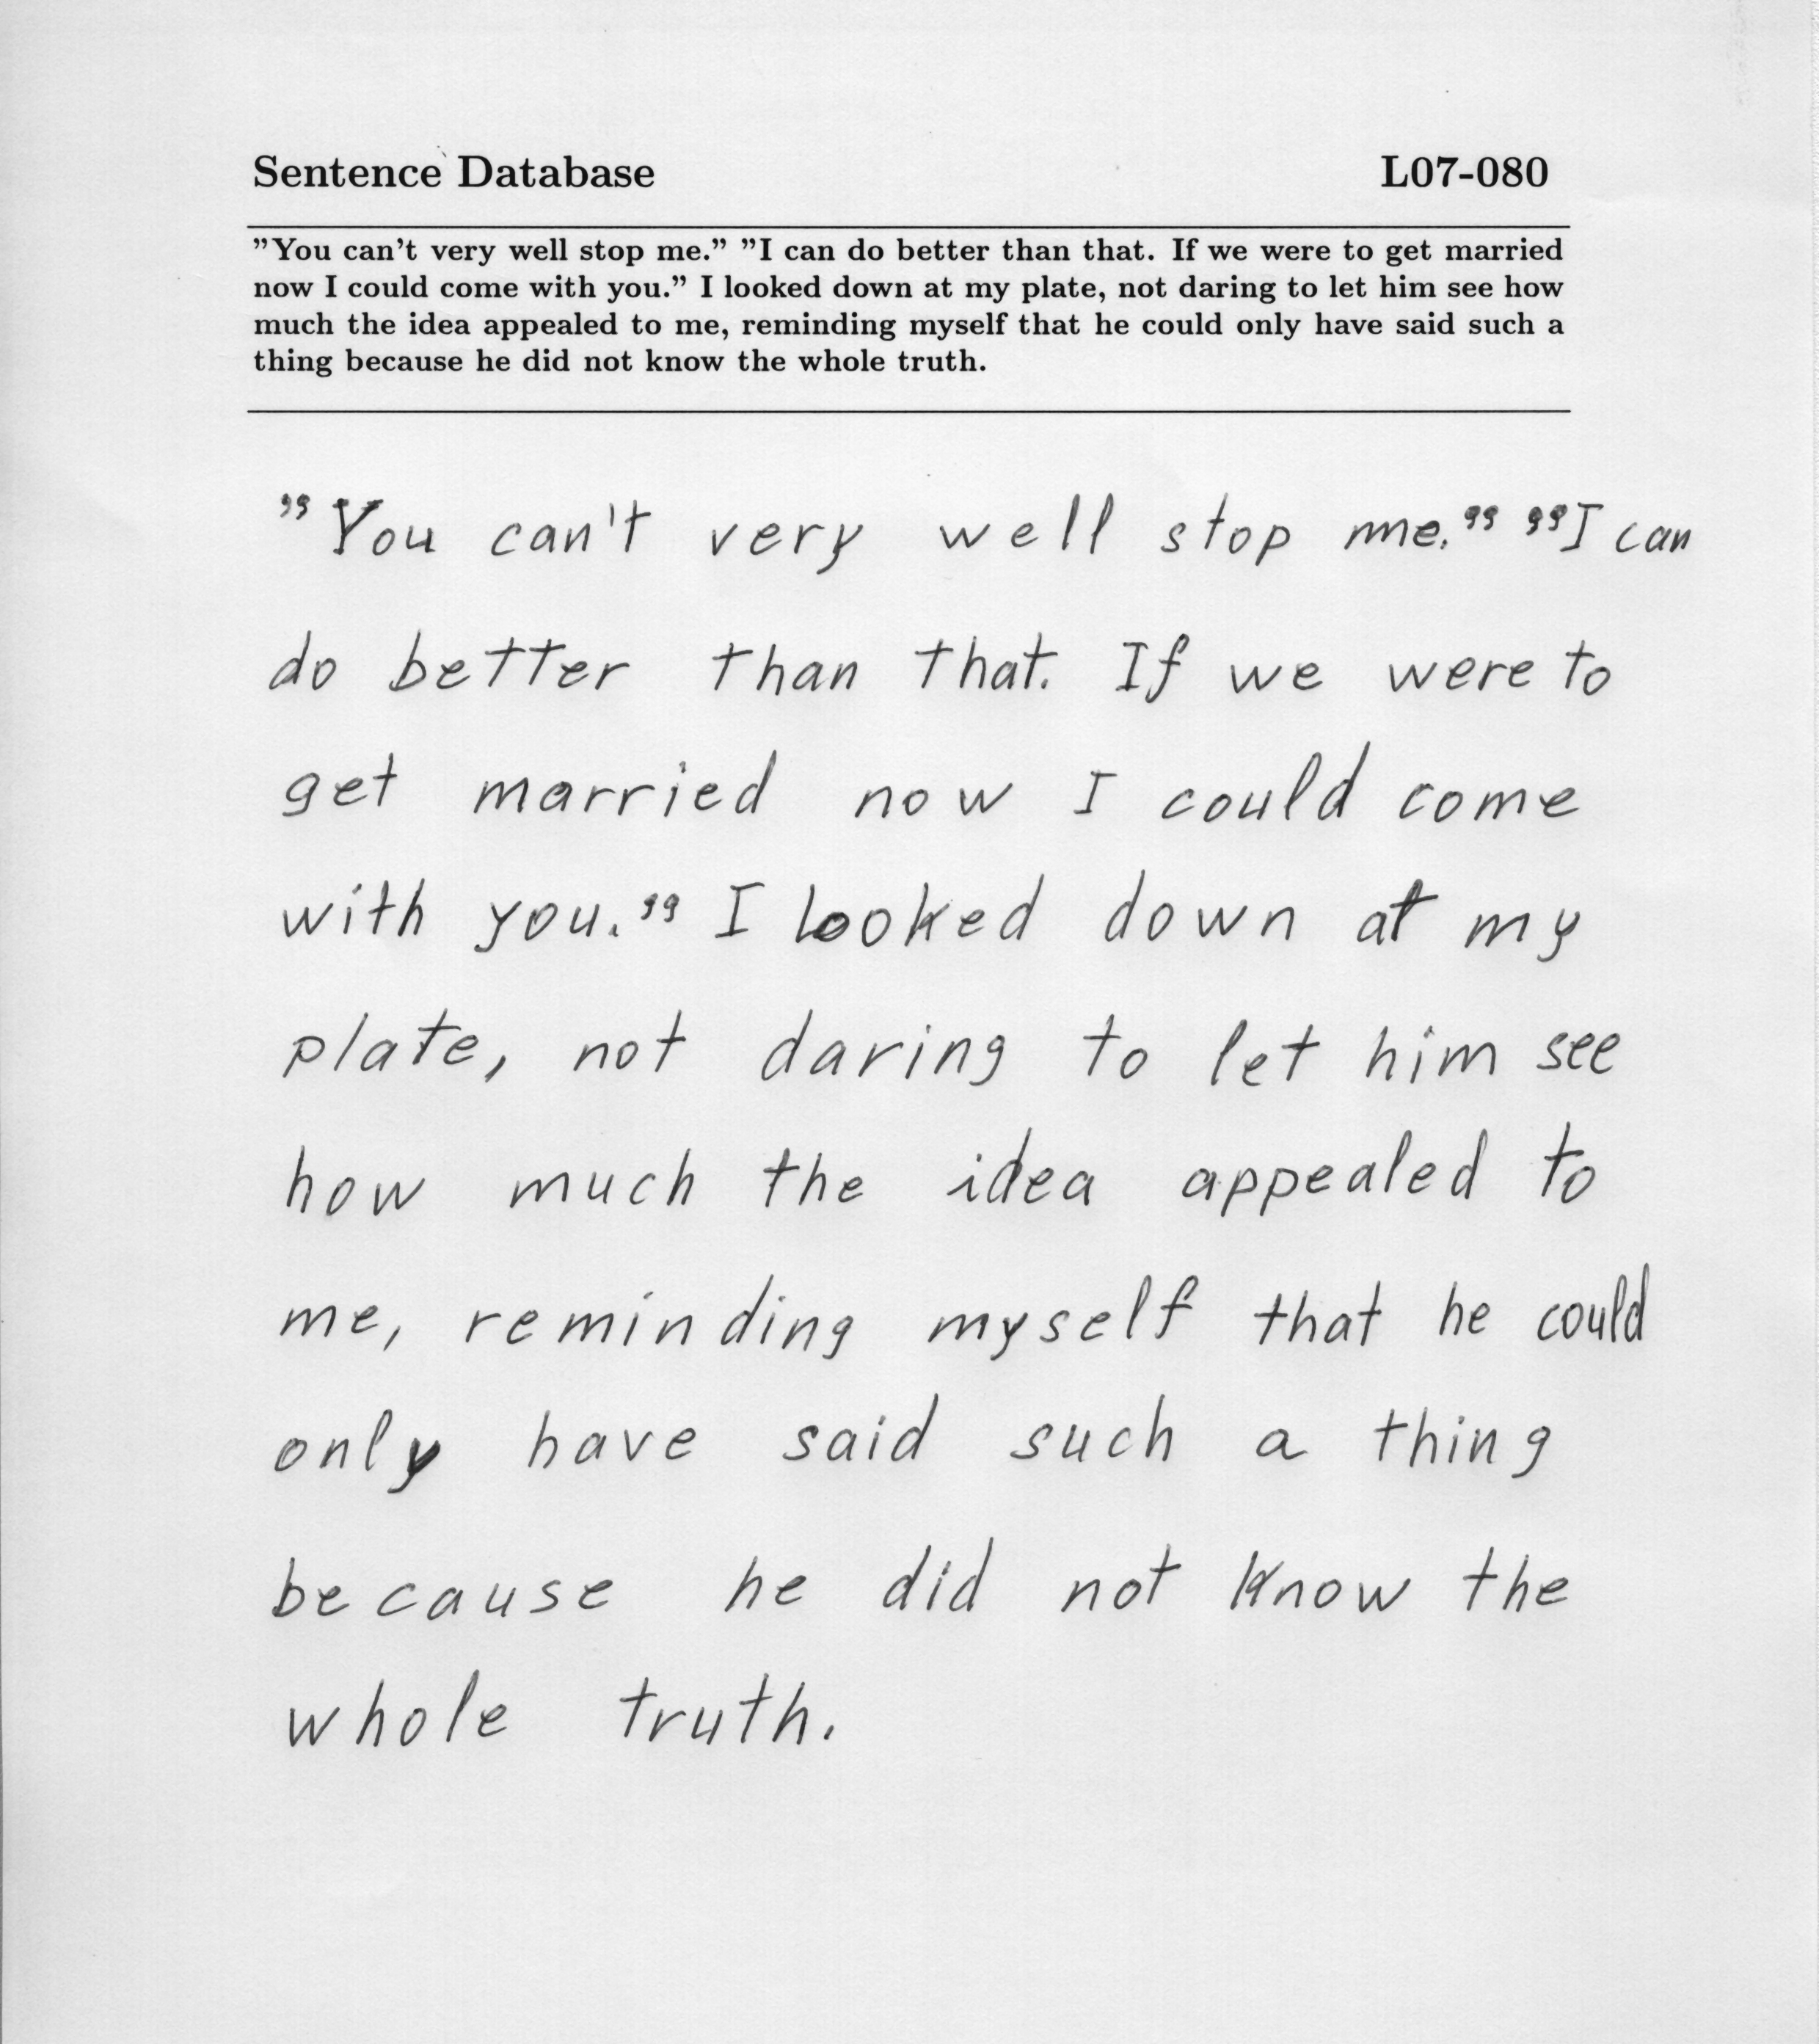 Sentence Database L07-080
”You can’t very well stop me.” ”I can do better than that. If we were to get married
now I could come with you.” I looked down at my plate, not daring to let him see how
much the idea appealed to me, reminding myself that he could only have said such a
thing because he did not know the whole truth.
”You can't very well stop me.” ”I can
do better than that. If we were to
get married now I could come
with you.” I looked down at my
plate, not daring to let him see
how much the idea appealed to
me, reminding myself that he could
only have said such a thing
because he did not know the
whole truth.